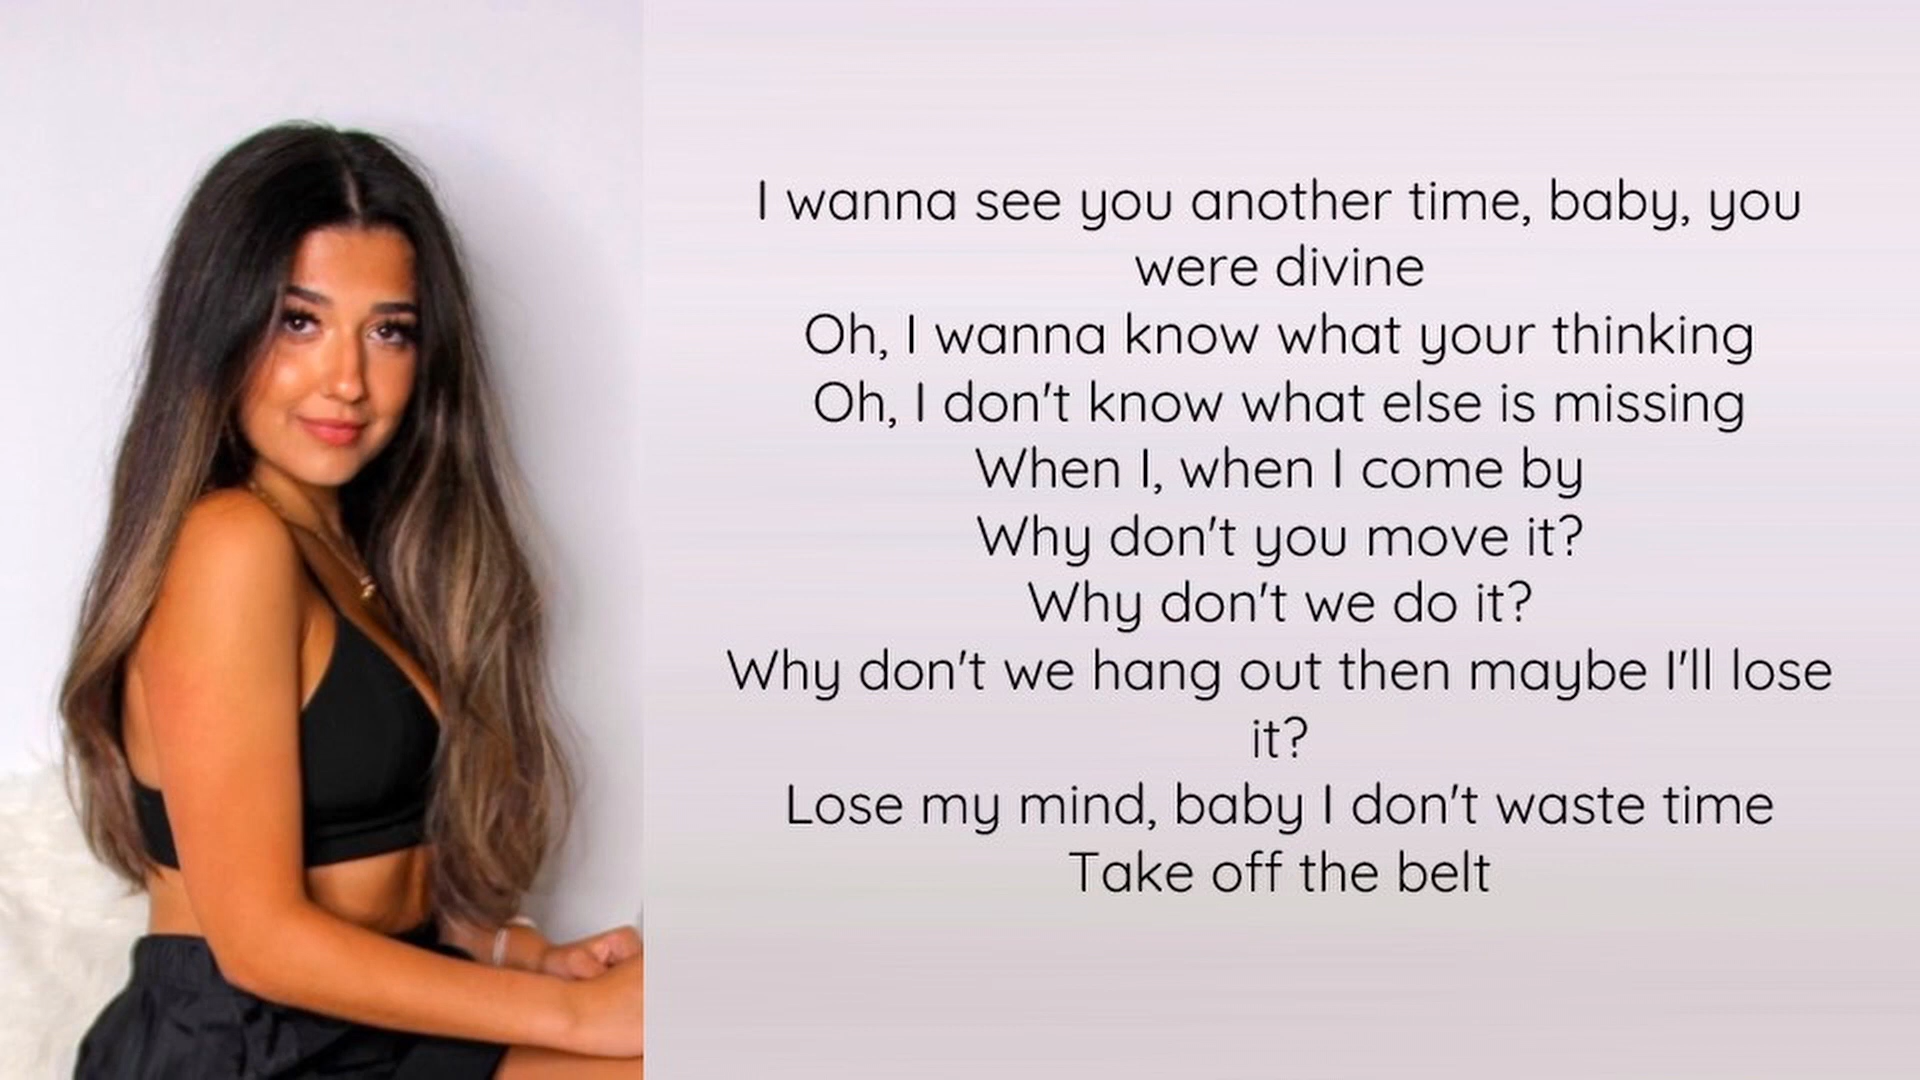 I wanna see you another time, baby, you
were divine
Oh, I wanna know what your thinking
Oh, I don't know what else is missing
When I, when I come by
Why don't you move it?
Why don't we do it?
Why don't we hang out then maybe I'll lose
it?
Lose my mind, baby I don't waste time
Take off the belt